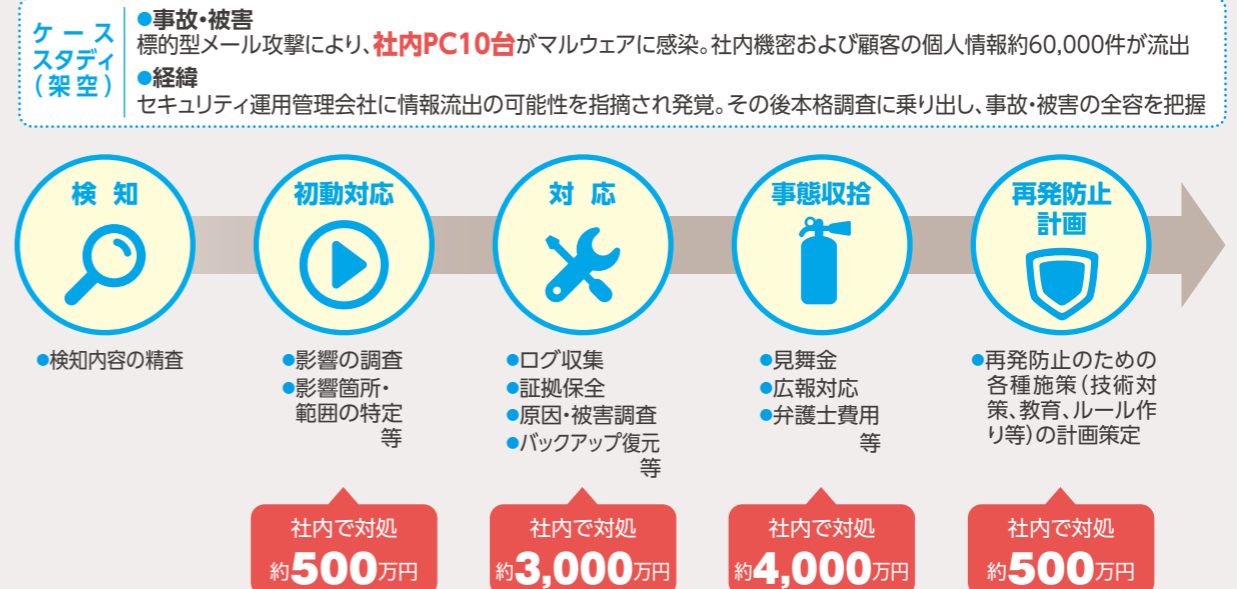 ケース
スタディ
(架空)
●事故・被害
標的型メール攻撃により、社内PC10台がマルウェアに感染。社内機密および顧客の個人情報約60,000件が流出
●経緯
セキュリティ運用管理会社に情報流出の可能性を指摘され発覚。その後本格調査に乗り出し、事故・被害の全容を把握
検知
初動対応
対応
事態収拾
再発防止
計画
●検知内容の精査
●影響の調査
●影響箇所・
範囲の特定
等
●ログ収集
●証拠保全
●原因・被害調査
●バックアップ復元
等
●見舞金
●広報対応
●弁護士費用
等
●再発防止のための
各種施策(技術対
策、教育、ルール作
り等)の計画策定
社内で対処
約500万円
社内で対処
約3,000万円
社内で対処
約4,000万円
社内で対処
約500万円